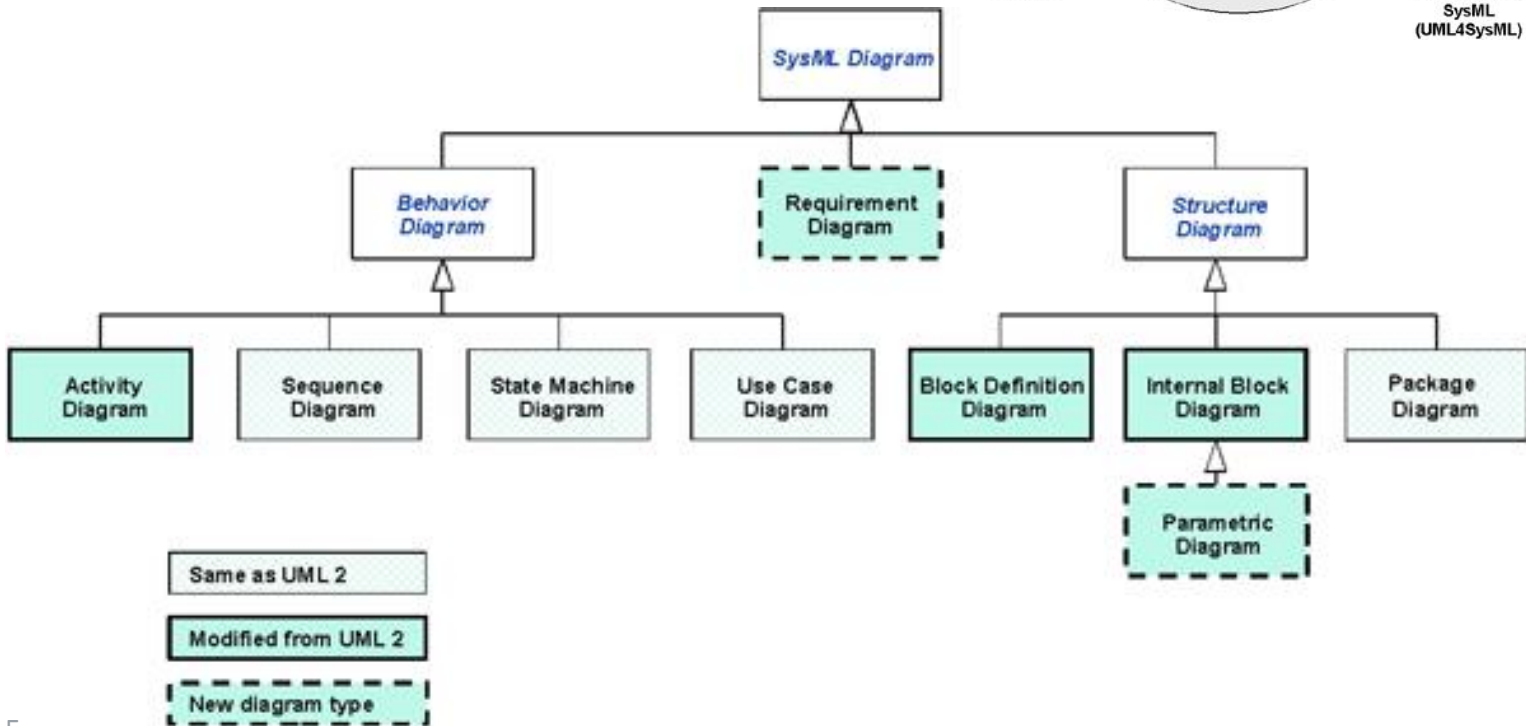 SysML
(UML4SysML)
SysML Diagram
Behavior
Diagram
Requirement
Diagram
Structure
Diagram
Activity
Diagram
Sequence
Diagram
State Machine
Diagram
Use Case
Diagram
Block Definition
Diagram
Internal Block
Diagram
Package
Diagram
Parametric
Diagram
Same as UML 2
Modified from UML 2
New diagram type